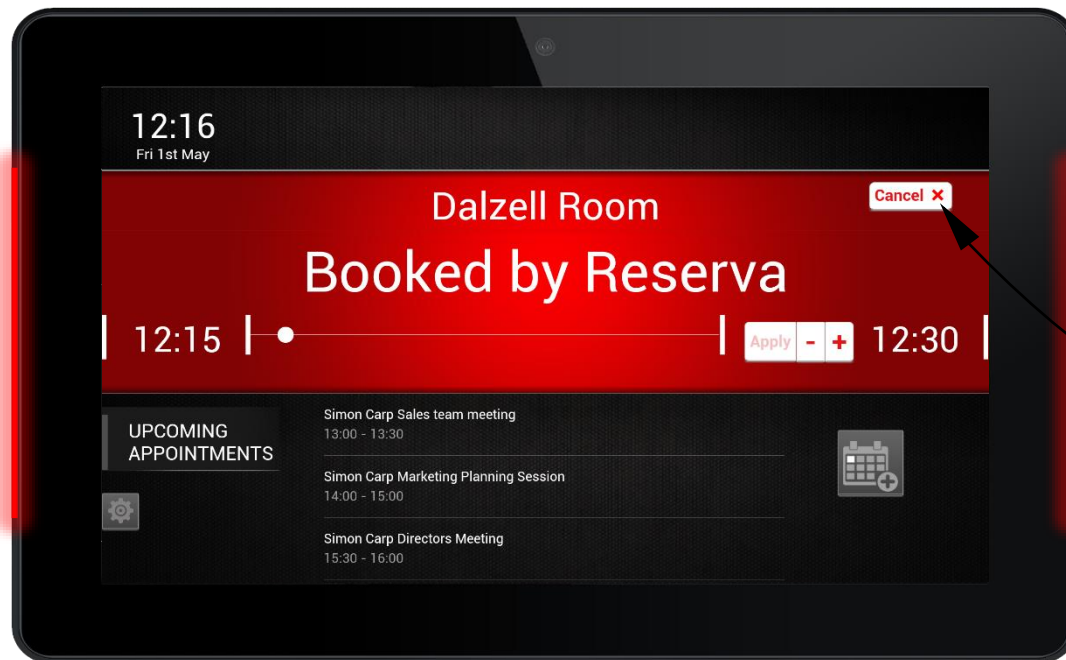 12:16
Fri 1st May
Cancel ×
Dalzell Room
Booked by Reserva
12:15
Apply - + 12:30
UPCOMING
APPOINTMENTS
Simon Carp Sales team meeting
13:00 - 13:30
Simon Carp Marketing Planning Session
14:00 - 15:00
Simon Carp Directors Meeting
15:30 - 16:00